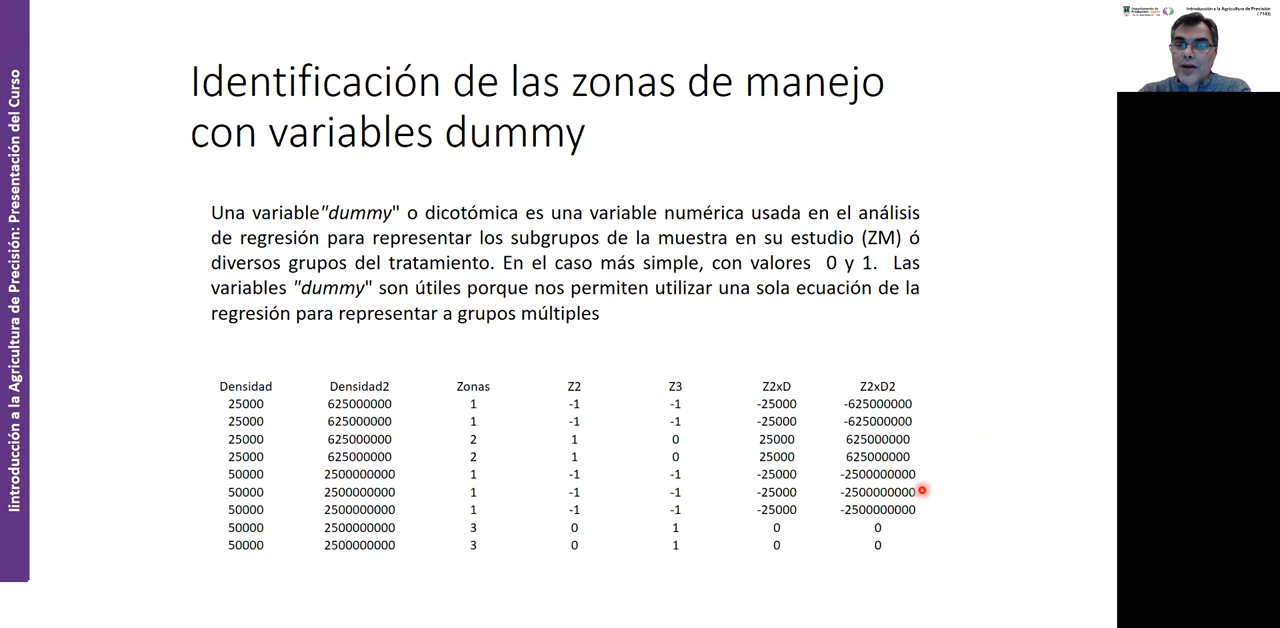 Introducción a la Agricultura de Precisión
( 7143)
Iintroducción a la Agricultura de Precisión: Presentación del Curso
Identificación de las zonas de manejo
con variables dummy
Una variable"dummy" o dicotómica es una variable numérica usada en el análisis
de regresión para representar los subgrupos de la muestra en su estudio (ZM) ó
diversos grupos del tratamiento. En el caso más simple, con valores 0 y 1. Las
variables "dummy" son útiles porque nos permiten utilizar una sola ecuación de la
regresión para representar a grupos múltiples
Densidad Densidad2 Zonas Z2 Z3 Z2xD Z2xD2
25000 625000000 1 -1 -1 -25000 -625000000
25000 625000000 1 -1 -1 -25000 -625000000
25000 625000000 2 1 0 25000 625000000
25000 625000000 2 1 0 25000 625000000
50000 2500000000 1 -1 -1 -25000 -2500000000
50000 2500000000 1 -1 -1 -25000 -2500000000
50000 2500000000 1 -1 -1 -25000 -2500000000
50000 2500000000 3 0 1 0 0
50000 2500000000 3 0 1 0 0